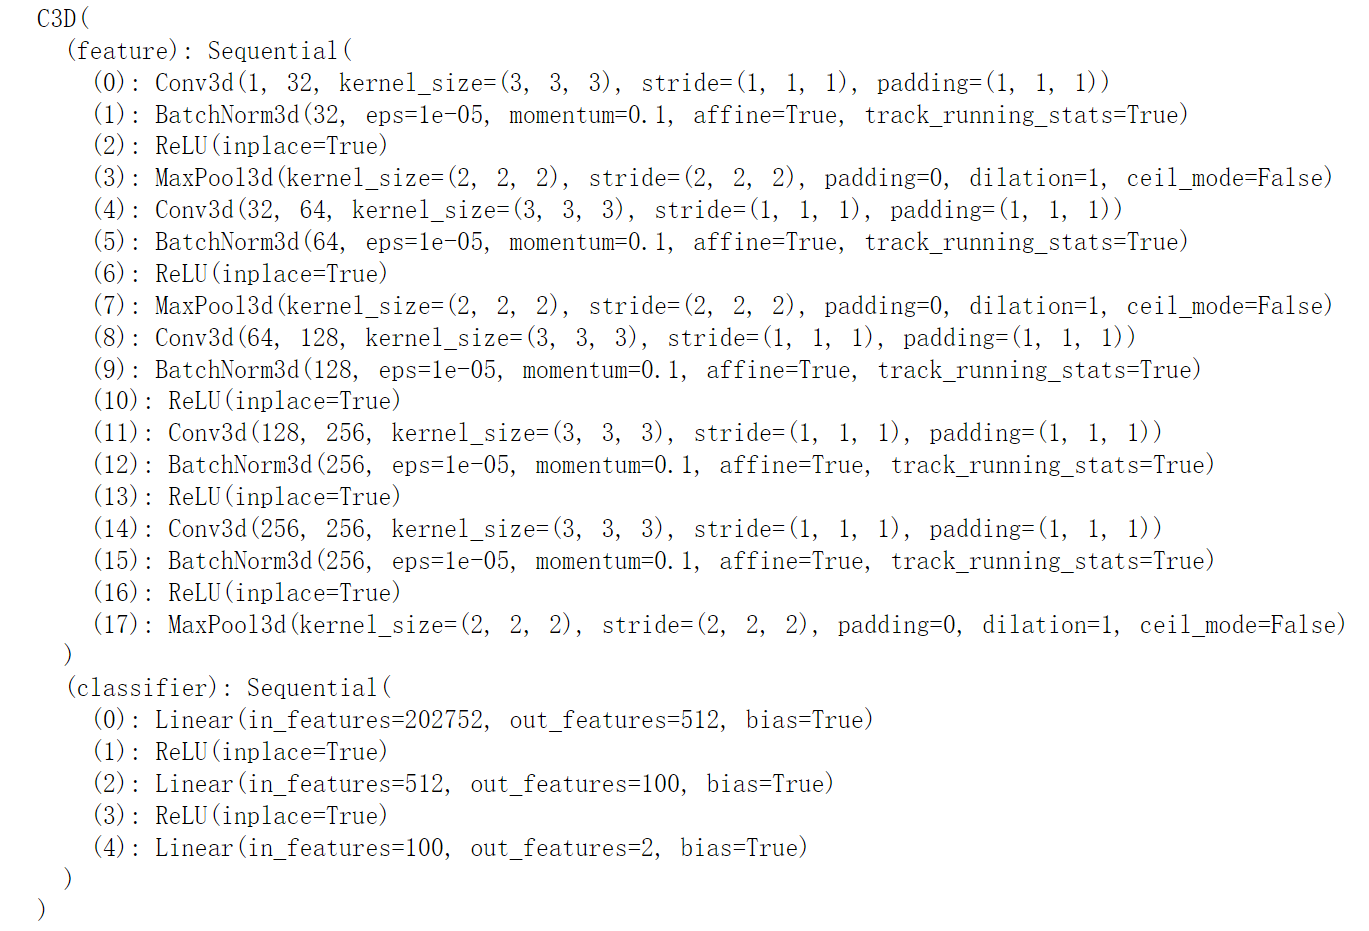 C3D(
  (feature): Sequential(
    (0): Conv3d(1, 32, kernel_size=(3, 3, 3), stride=(1, 1, 1), padding=(1, 1, 1))
    (1): BatchNorm3d(32, eps=1e-05, momentum=0.1, affine=True, track_running_stats=True)
    (2): ReLU(inplace=True)
    (3): MaxPool3d(kernel_size=(2, 2, 2), stride=(2, 2, 2), padding=0, dilation=1, ceil_mode=False)
    (4): Conv3d(32, 64, kernel_size=(3, 3, 3), stride=(1, 1, 1), padding=(1, 1, 1))
    (5): BatchNorm3d(64, eps=1e-05, momentum=0.1, affine=True, track_running_stats=True)
    (6): ReLU(inplace=True)
    (7): MaxPool3d(kernel_size=(2, 2, 2), stride=(2, 2, 2), padding=0, dilation=1, ceil_mode=False)
    (8): Conv3d(64, 128, kernel_size=(3, 3, 3), stride=(1, 1, 1), padding=(1, 1, 1))
    (9): BatchNorm3d(128, eps=1e-05, momentum=0.1, affine=True, track_running_stats=True)
    (10): ReLU(inplace=True)
    (11): Conv3d(128, 256, kernel_size=(3, 3, 3), stride=(1, 1, 1), padding=(1, 1, 1))
    (12): BatchNorm3d(256, eps=1e-05, momentum=0.1, affine=True, track_running_stats=True)
    (13): ReLU(inplace=True)
    (14): Conv3d(256, 256, kernel_size=(3, 3, 3), stride=(1, 1, 1), padding=(1, 1, 1))
    (15): BatchNorm3d(256, eps=1e-05, momentum=0.1, affine=True, track_running_stats=True)
    (16): ReLU(inplace=True)
    (17): MaxPool3d(kernel_size=(2, 2, 2), stride=(2, 2, 2), padding=0, dilation=1, ceil_mode=False)
  )
  (classifier): Sequential(
    (0): Linear(in_features=202752, out_features=512, bias=True)
    (1): ReLU(inplace=True)
    (2): Linear(in_features=512, out_features=100, bias=True)
    (3): ReLU(inplace=True)
    (4): Linear(in_features=100, out_features=2, bias=True)
  )
)